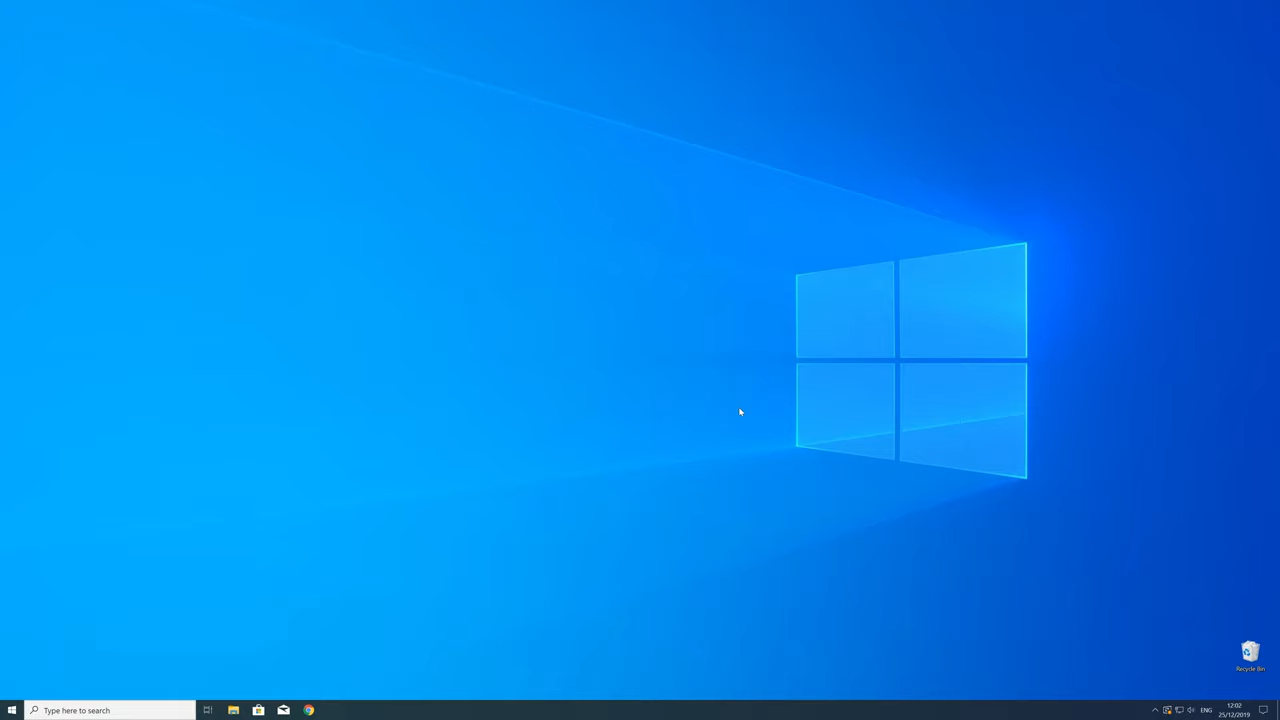 Recycle Bin
Type here to search
ENG
12:02
25/12/2019